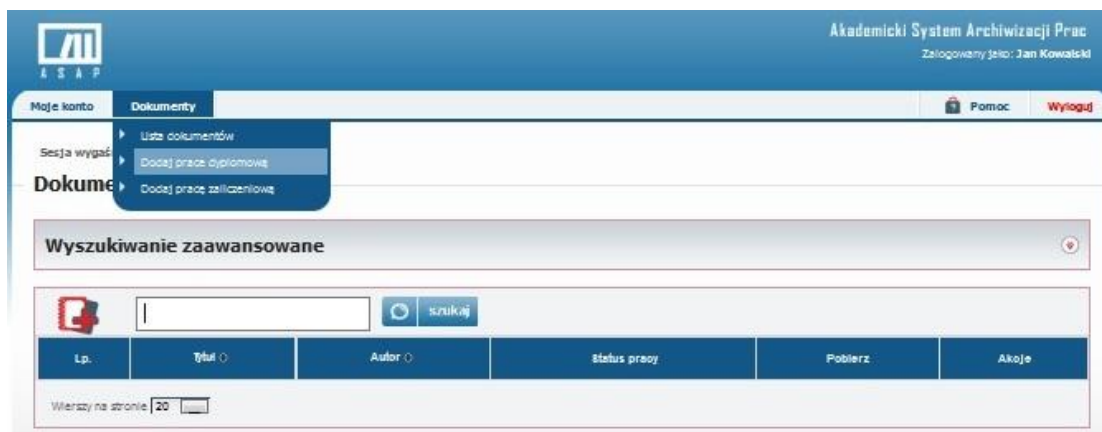 Akademicki System Archiwizacji Prac
Zalogowany jako: Jan Kowalski
ASAP
Moje konto
Dokumenty
Pomoc
Wyloguj
Lista dokumentów
Sesja wygaś
Dodaj prace dyplomową
Dokume
Dodaj pracę zaliczeniową
Wyszukiwanie zaawansowane
szukaj
Lp.
Tytuł
Autor
Status pracy
Pobierz
Akcje
Wierszy na stronie 20